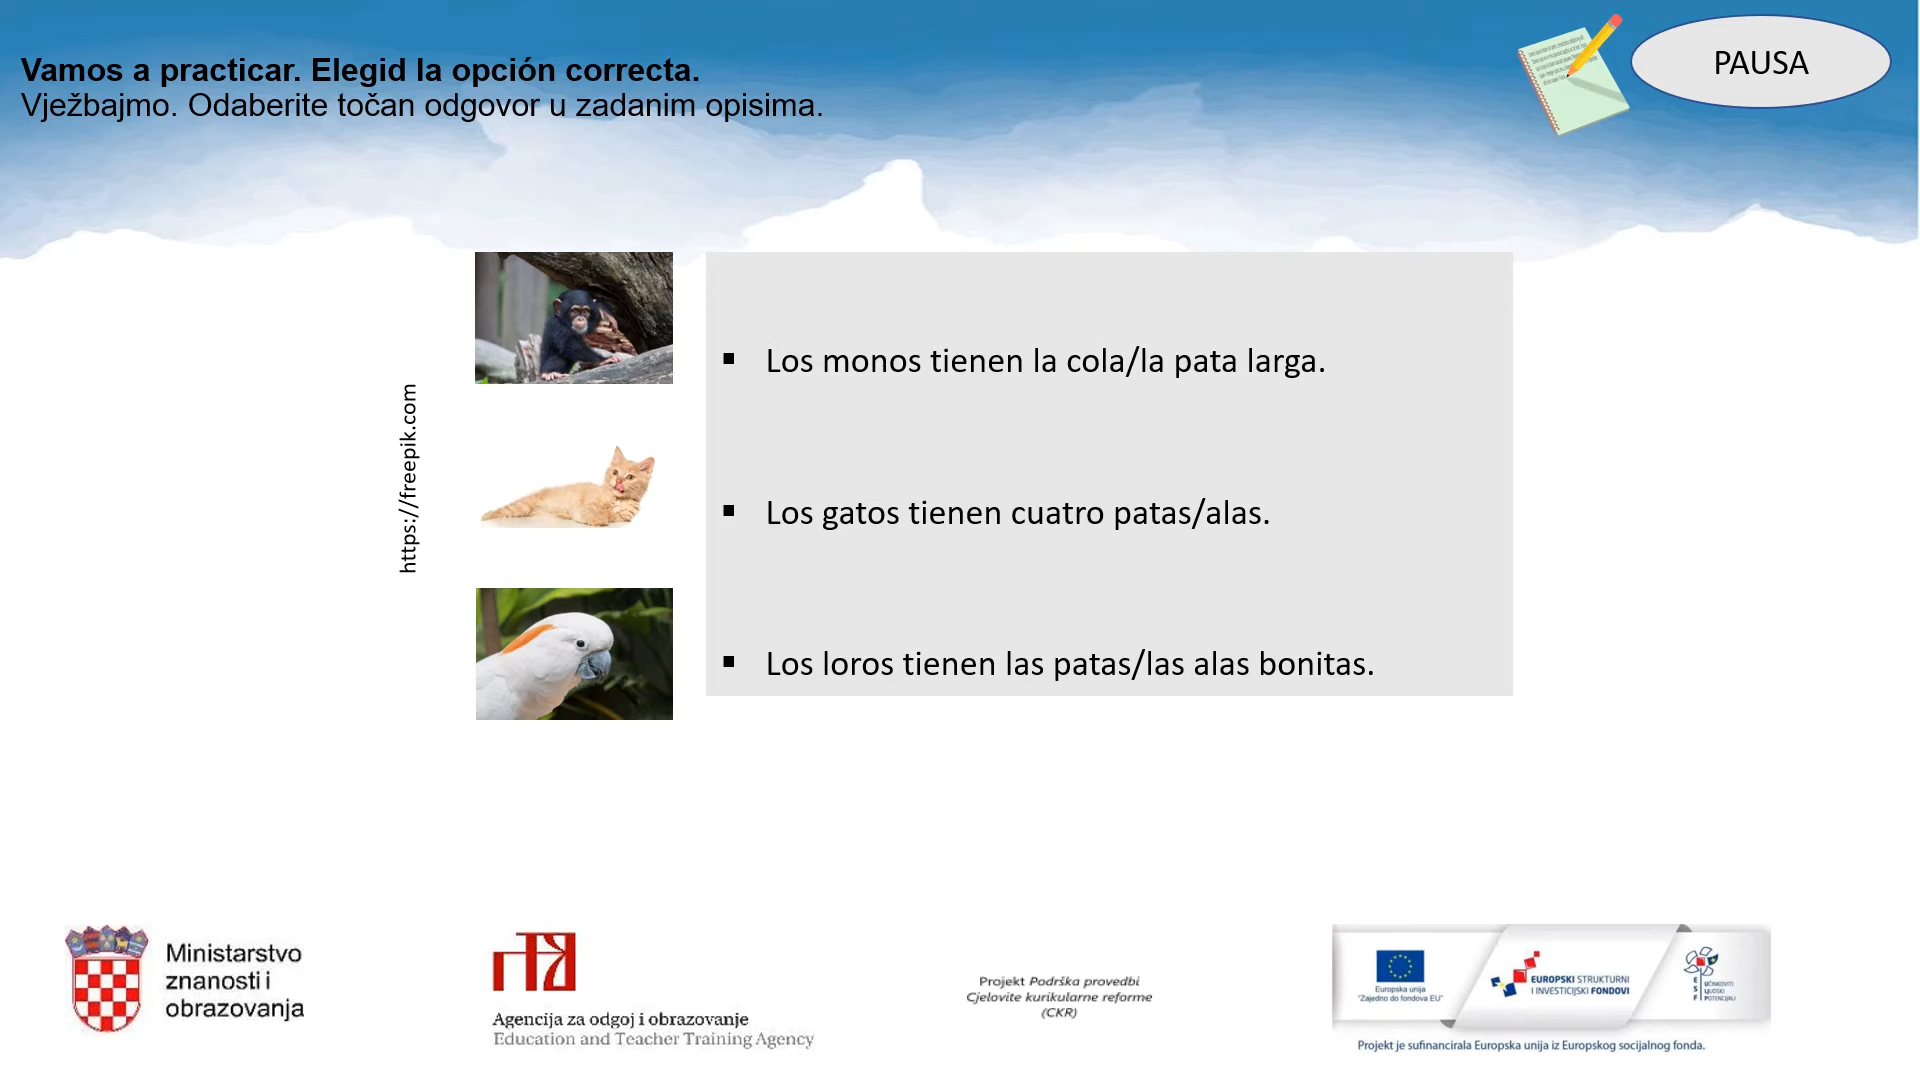 Vamos a practicar. Elegid la opción correcta.
Vježbajmo. Odaberite točan odgovor u zadanim opisima.
PAUSA
https://freepik.com
▪ Los monos tienen la cola/la pata larga.
▪ Los gatos tienen cuatro patas/alas.
▪ Los loros tienen las patas/las alas bonitas.
Ministarstvo
znanosti i
obrazovanja
Agencija za odgoj i obrazovanje
Education and Teacher Training Agency
Projekt Podrška provedbi
Cjelovite kurikularne reforme
(CKR)
Europska unija
"Zajedno do fondova EU"
EUROPSKI STRUKTURNI
I INVESTICIJSKI FONDOVI
ESF
UČINKOVITI
LJUDSKI
POTENCIJALI
Projekt je sufinancirala Europska unija iz Europskog socijalnog fonda.